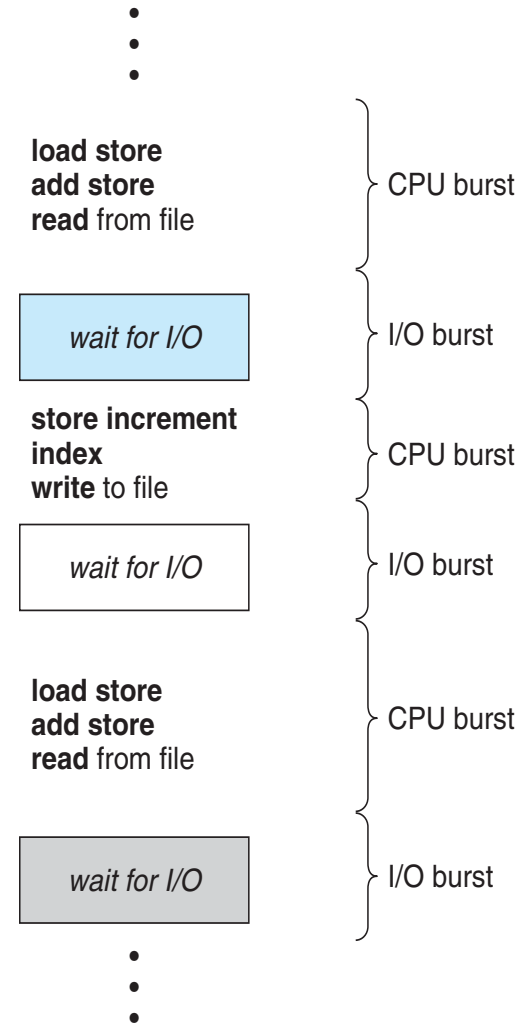 load store
add store
read from file
CPU burst
wait for I/O
I/O burst
store increment
index
write to file
CPU burst
wait for I/O
I/O burst
load store
add store
read from file
CPU burst
wait for I/O
I/O burst